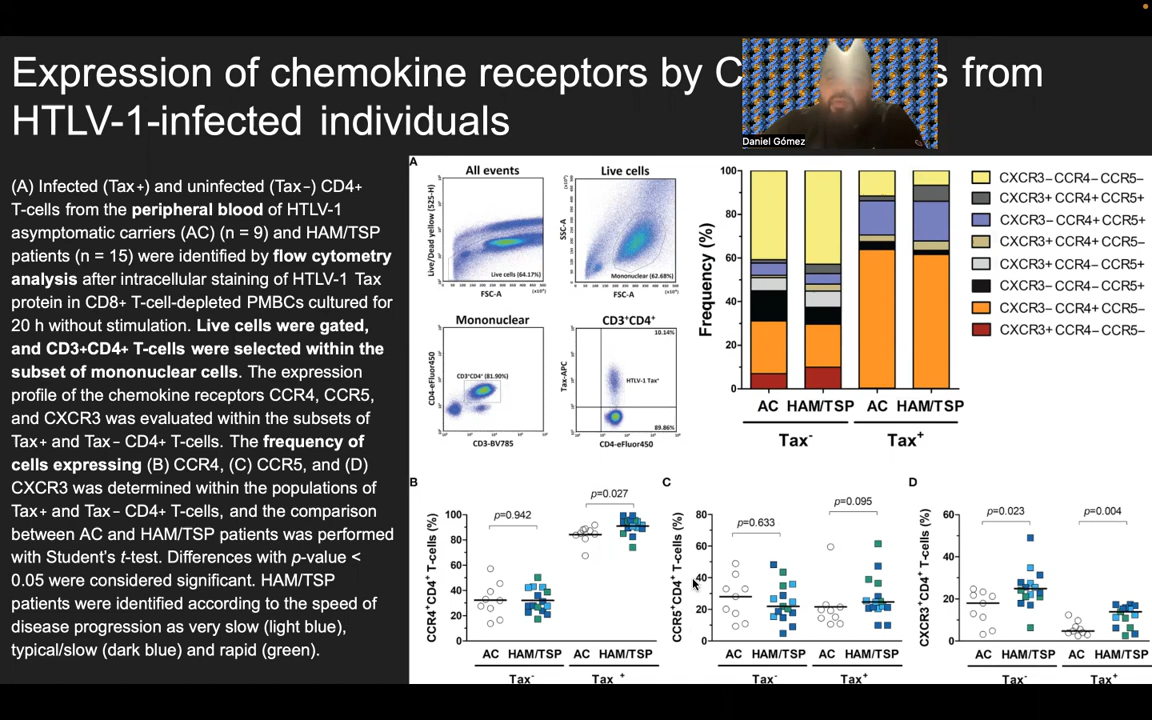 Expression of chemokine receptors by C s from
HTLV-1-infected individuals
Daniel Gómez
(A) Infected (Tax+) and uninfected (Tax−) CD4+
T-cells from the peripheral blood of HTLV-1
asymptomatic carriers (AC) (n = 9) and HAM/TSP
patients (n = 15) were identified by flow cytometry
analysis after intracellular staining of HTLV-1 Tax
protein in CD8+ T-cell-depleted PMBCs cultured for
20 h without stimulation. Live cells were gated,
and CD3+CD4+ T-cells were selected within the
subset of mononuclear cells. The expression
profile of the chemokine receptors CCR4, CCR5,
and CXCR3 was evaluated within the subsets of
Tax+ and Tax− CD4+ T-cells. The frequency of
cells expressing (B) CCR4, (C) CCR5, and (D)
CXCR3 was determined within the populations of
Tax+ and Tax− CD4+ T-cells, and the comparison
between AC and HAM/TSP patients was performed
with Student's t-test. Differences with p-value <
0.05 were considered significant. HAM/TSP
patients were identified according to the speed of
disease progression as very slow (light blue),
typical/slow (dark blue) and rapid (green).
A
All events
Live/Dead yellow (525-H)
Live cells (64.17%)
FSC-A
Live cells
SSC-A
Mononuclear (62.68%)
FSC-A
Mononuclear
CD4-eFluor450
CD3⁺CD4⁺ (81.90%)
CD3-BV785
CD3⁺CD4⁺
Tax-APC
10.14%
HTLV-1 Tax⁺
89.86%
CD4-eFluor450
Frequency (%)
100
80
60
40
20
0
AC HAM/TSP AC HAM/TSP
Tax⁻ Tax⁺
CXCR3− CCR4− CCR5−
CXCR3+ CCR4+ CCR5+
CXCR3− CCR4+ CCR5+
CXCR3+ CCR4+ CCR5−
CXCR3+ CCR4− CCR5+
CXCR3− CCR4− CCR5+
CXCR3− CCR4+ CCR5−
CXCR3+ CCR4− CCR5−
B
CCR4⁺CD4⁺ T-cells (%)
100
80
60
40
20
0
p=0.942
p=0.027
AC HAM/TSP AC HAM/TSP
Tax⁻ Tax⁺
C
CCR5⁺CD4⁺ T-cells (%)
80
60
40
20
0
p=0.633
p=0.095
AC HAM/TSP AC HAM/TSP
Tax⁻ Tax⁺
D
CXCR3⁺CD4⁺ T-cells (%)
60
40
20
0
p=0.023
p=0.004
AC HAM/TSP AC HAM/TSP
Tax⁻ Tax⁺